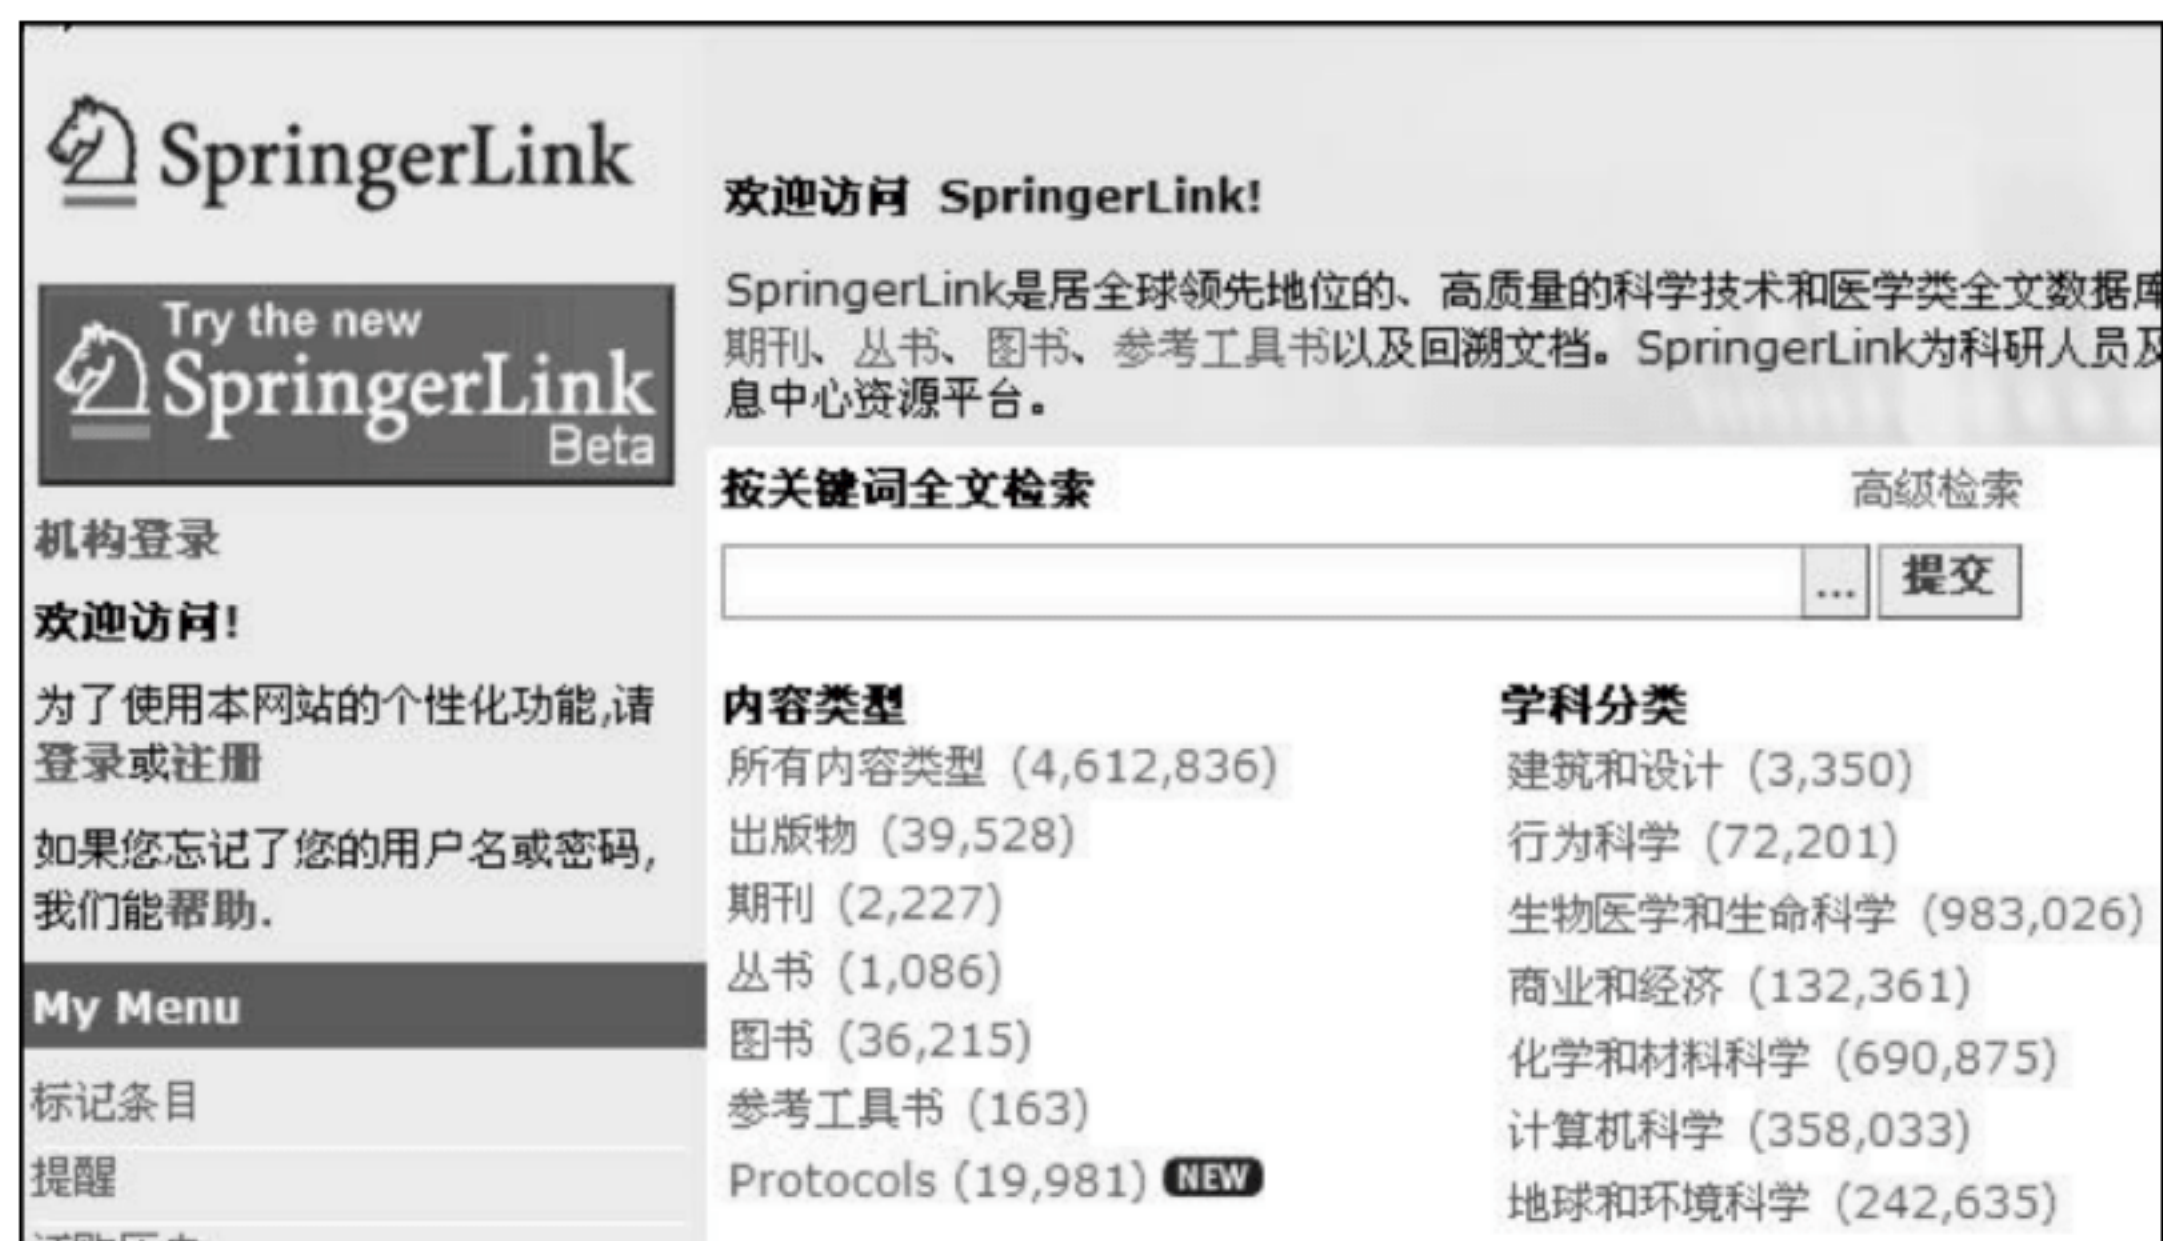 SpringerLink
Try the new
SpringerLink
Beta
机构登录
欢迎访问!
为了使用本网站的个性化功能,请
登录或注册
如果您忘记了您的用户名或密码,
我们能帮助.
My Menu
标记条目
提醒
欢迎访问 SpringerLink!
SpringerLink是居全球领先地位的、高质量的科学技术和医学类全文数据库
期刊、丛书、图书、参考工具书以及回溯文档。SpringerLink为科研人员及
息中心资源平台。
按关键词全文检索
高级检索
... 提交
内容类型
所有内容类型 (4,612,836)
出版物 (39,528)
期刊 (2,227)
丛书 (1,086)
图书 (36,215)
参考工具书 (163)
Protocols (19,981) NEW
学科分类
建筑和设计 (3,350)
行为科学 (72,201)
生物医学和生命科学 (983,026)
商业和经济 (132,361)
化学和材料科学 (690,875)
计算机科学 (358,033)
地球和环境科学 (242,635)